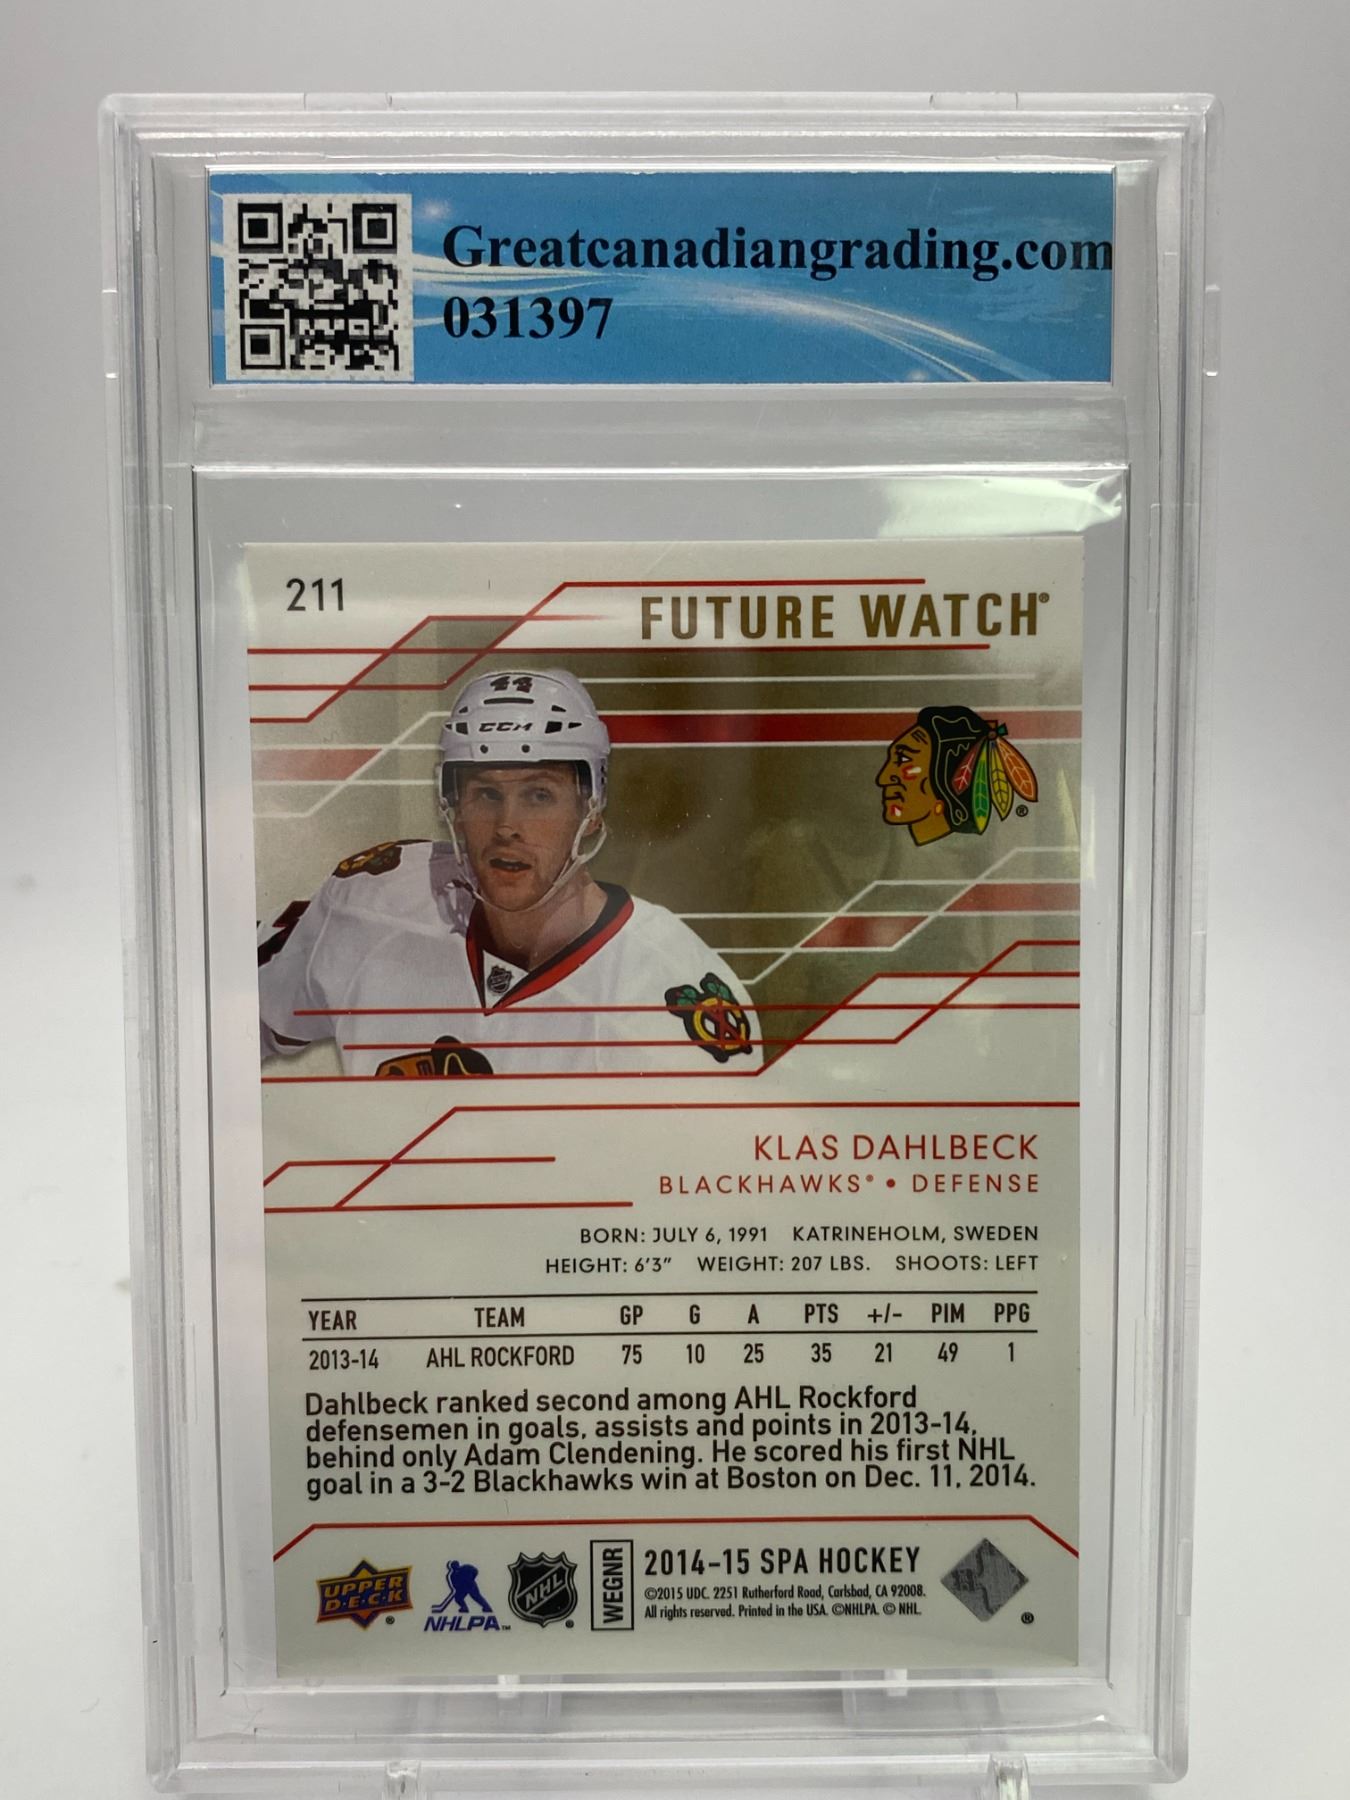 Greatcanadiangrading.com
031397
211
FUTURE WATCH®
44
CCM
KLAS DAHLBECK
BLACKHAWKS® • DEFENSE
BORN: JULY 6, 1991 KATRINEHOLM, SWEDEN
HEIGHT: 6'3" WEIGHT: 207 LBS. SHOOTS: LEFT
YEAR TEAM GP G A PTS +/- PIM PPG
2013-14 AHL ROCKFORD 75 10 25 35 21 49 1
Dahlbeck ranked second among AHL Rockford
defensemen in goals, assists and points in 2013-14,
behind only Adam Clendening. He scored his first NHL
goal in a 3-2 Blackhawks win at Boston on Dec. 11, 2014.
UPPER
D·E·C·K
NHLPA™
NHL
WEGNR
2014-15 SPA HOCKEY
©2015 UDC. 2251 Rutherford Road, Carlsbad, CA 92008.
All rights reserved. Printed in the USA. ©NHLPA. © NHL.